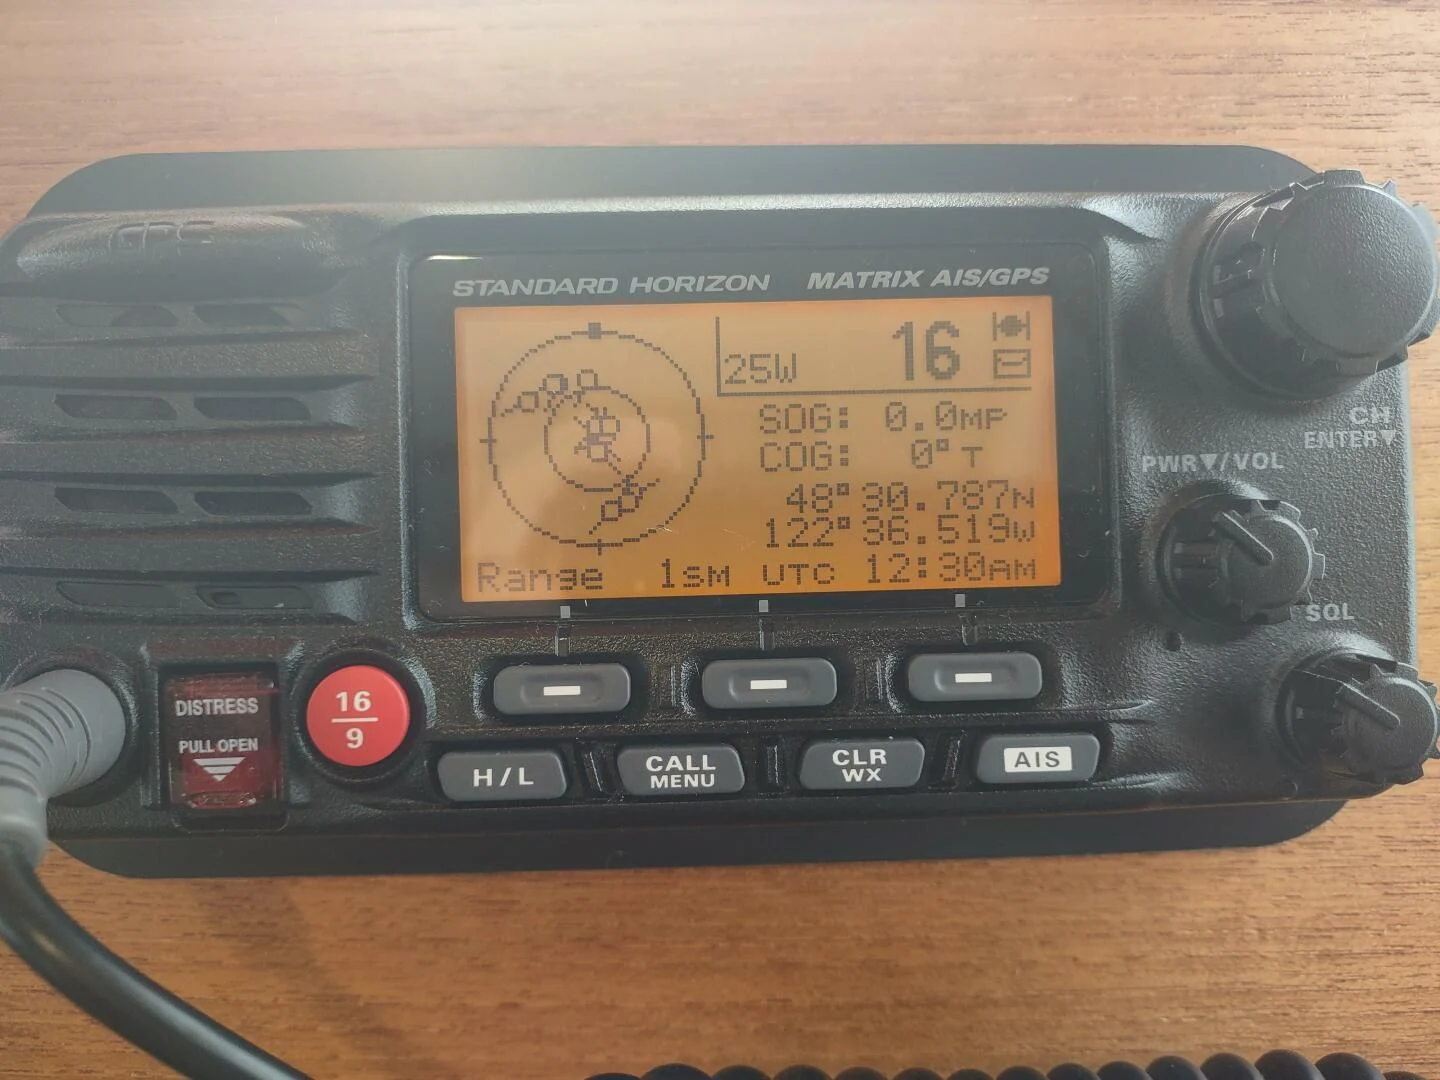 GPS
STANDARD HORIZON MATRIX AIS/GPS
25W 16
SOG: 0.0MP
COG: 0° T
48° 30.787N
122° 36.519W
Range 1SM UTC 12:30AM
CH
ENTER▼
PWR▼/VOL
SQL
DISTRESS
PULL OPEN
16
9
H/L
CALL
MENU
CLR
WX
AIS